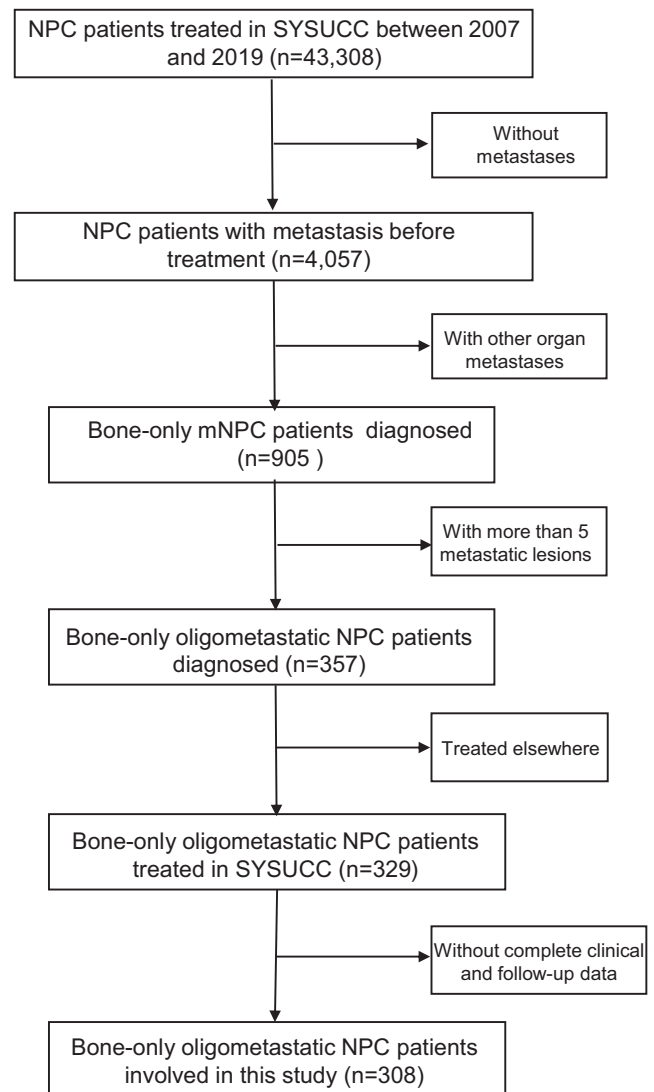 NPC patients treated in SYSUCC between 2007
and 2019 (n=43,308)
Without
metastases
NPC patients with metastasis before
treatment (n=4,057)
With other organ
metastases
Bone-only mNPC patients diagnosed
(n=905 )
With more than 5
metastatic lesions
Bone-only oligometastatic NPC patients
diagnosed (n=357)
Treated elsewhere
Bone-only oligometastatic NPC patients
treated in SYSUCC (n=329)
Without complete clinical
and follow-up data
Bone-only oligometastatic NPC patients
involved in this study (n=308)